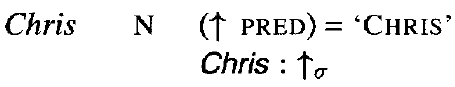 Chris N (↑ PRED) = ‘CHRIS’
Chris : ↑σ